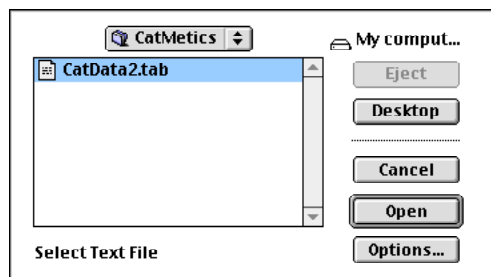 CatMetics
My comput...
CatData2.tab
Eject
Desktop
Cancel
Open
Select Text File
Options...